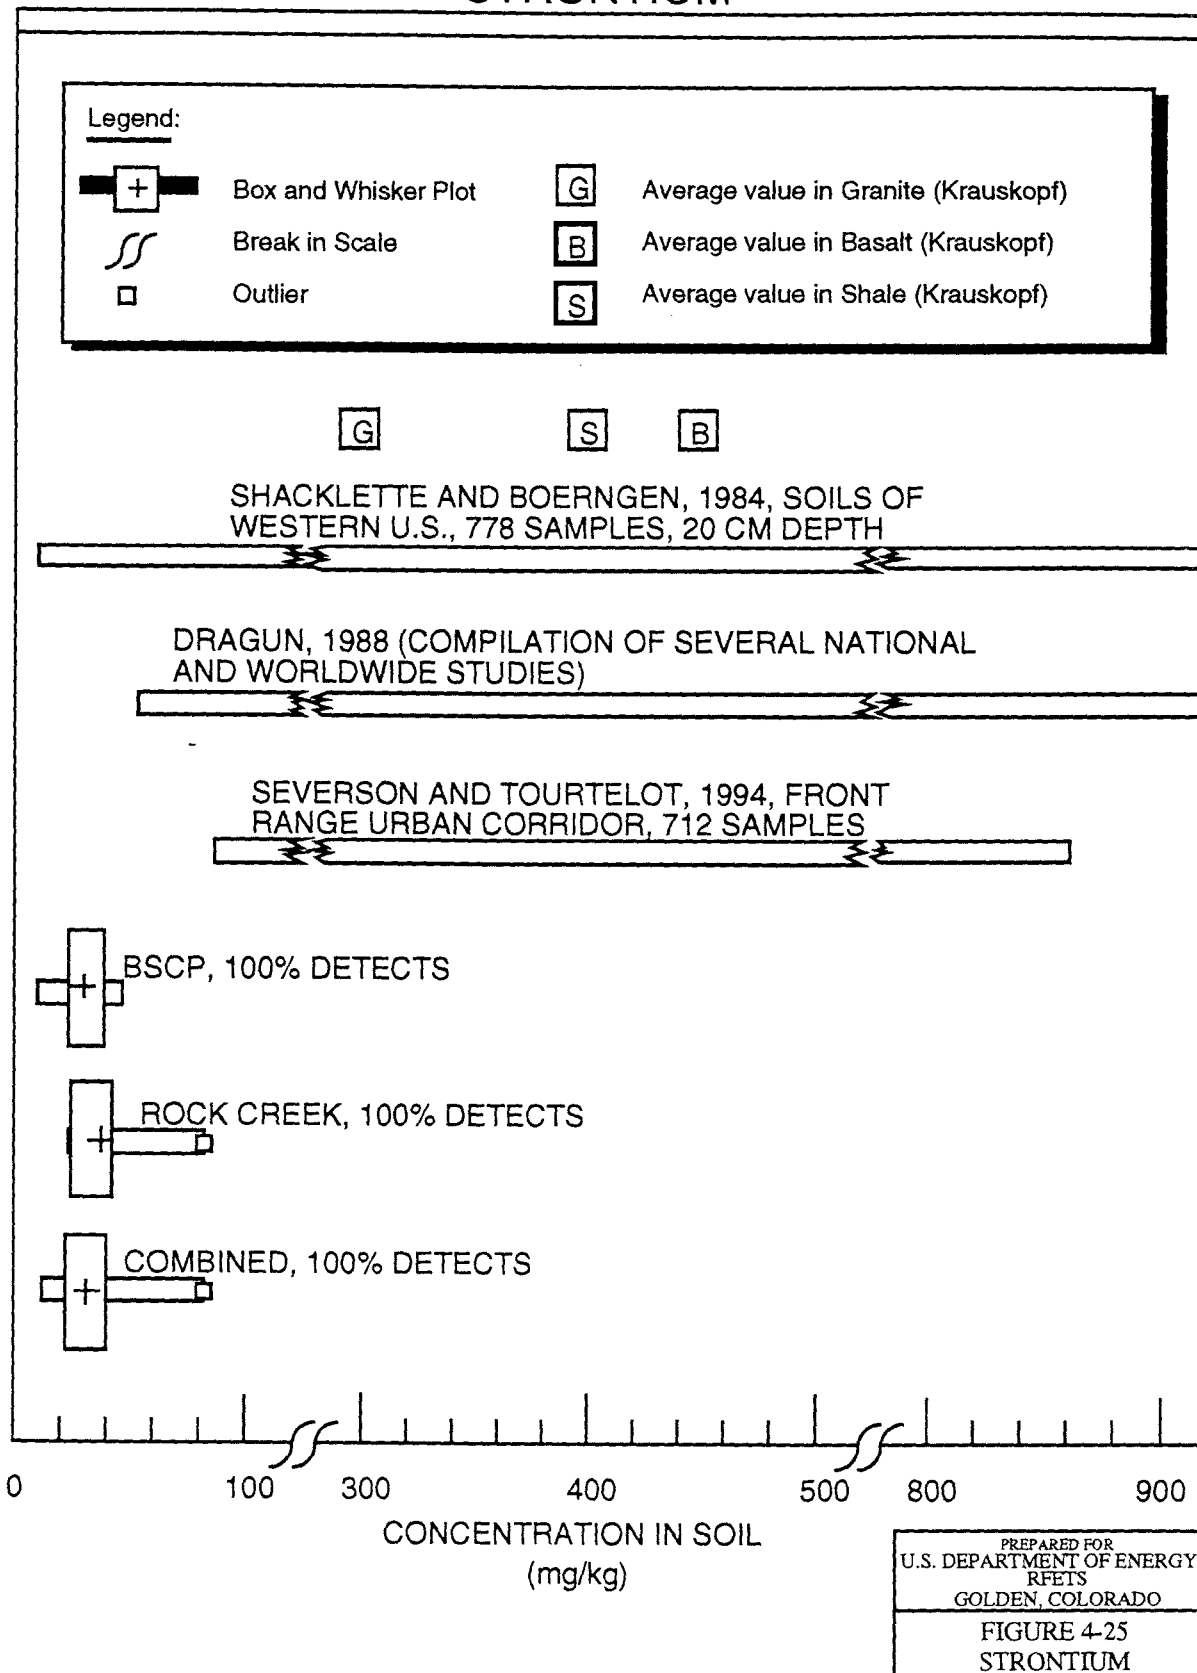 STRONTIUM
Legend:
+ Box and Whisker Plot
Break in Scale
Outlier
G Average value in Granite (Krauskopf)
B Average value in Basalt (Krauskopf)
S Average value in Shale (Krauskopf)
G S B
SHACKLETTE AND BOERNGEN, 1984, SOILS OF
WESTERN U.S., 778 SAMPLES, 20 CM DEPTH
DRAGUN, 1988 (COMPILATION OF SEVERAL NATIONAL
AND WORLDWIDE STUDIES)
SEVERSON AND TOURTELOT, 1994, FRONT
RANGE URBAN CORRIDOR, 712 SAMPLES
BSCP, 100% DETECTS
ROCK CREEK, 100% DETECTS
COMBINED, 100% DETECTS
0 100 300 400 500 800 900
CONCENTRATION IN SOIL
(mg/kg)
PREPARED FOR
U.S. DEPARTMENT OF ENERGY
RFETS
GOLDEN, COLORADO
FIGURE 4-25
STRONTIUM